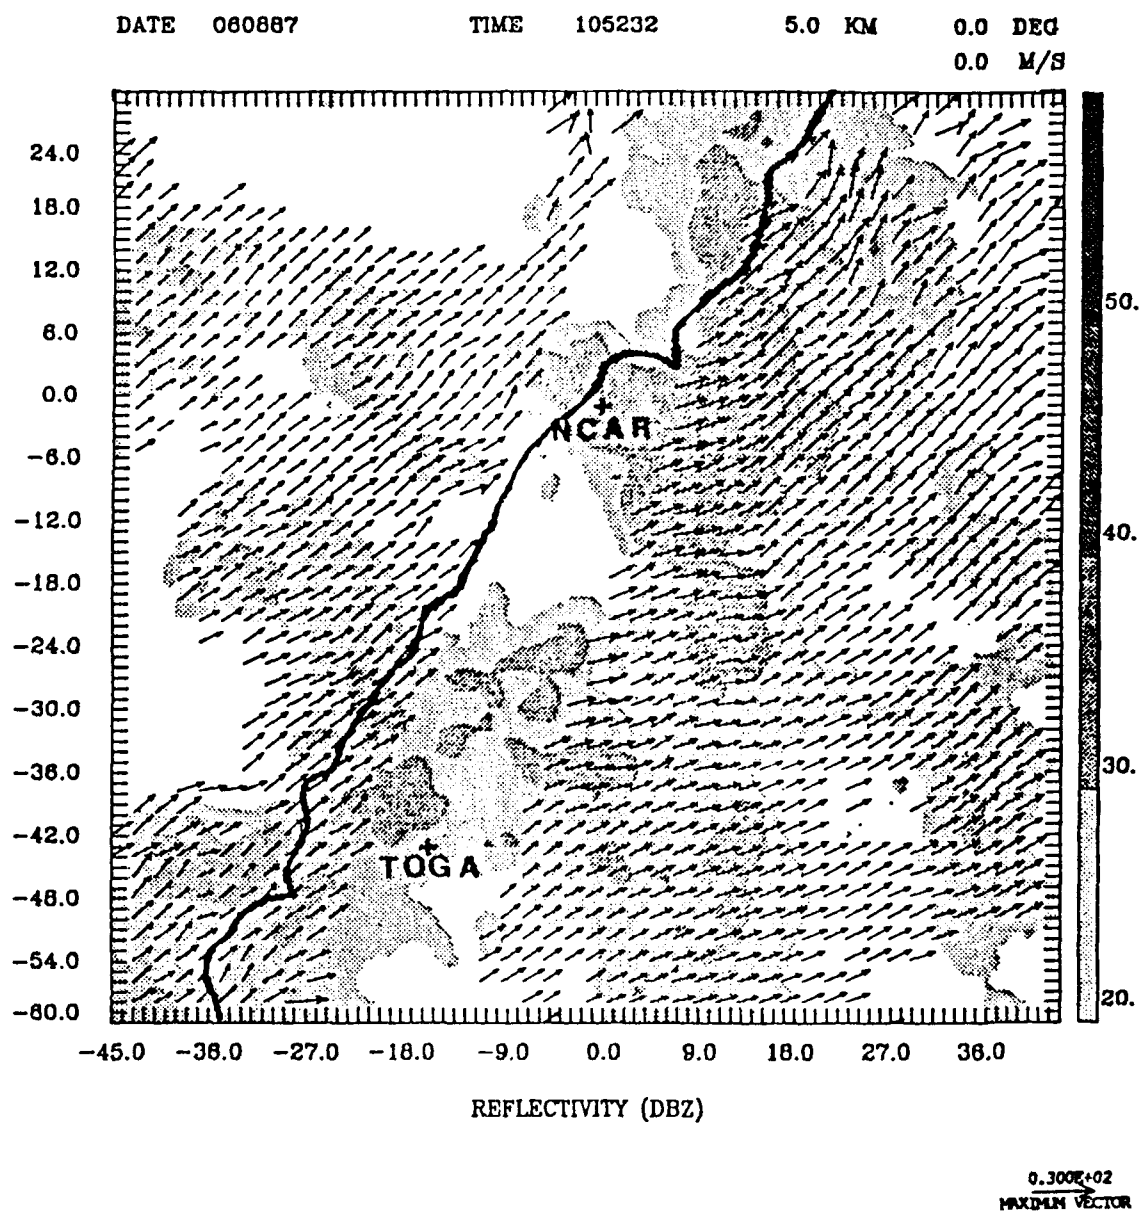 DATE 060887 TIME 105232 5.0 KM 0.0 DEG
0.0 M/S
24.0
18.0
12.0
6.0
0.0
-6.0
-12.0
-18.0
-24.0
-30.0
-36.0
-42.0
-48.0
-54.0
-60.0
NCAR
TOGA
50.
40.
30.
20.
-45.0 -36.0 -27.0 -18.0 -9.0 0.0 9.0 18.0 27.0 36.0
REFLECTIVITY (DBZ)
0.300E+02
MAXIMUM VECTOR